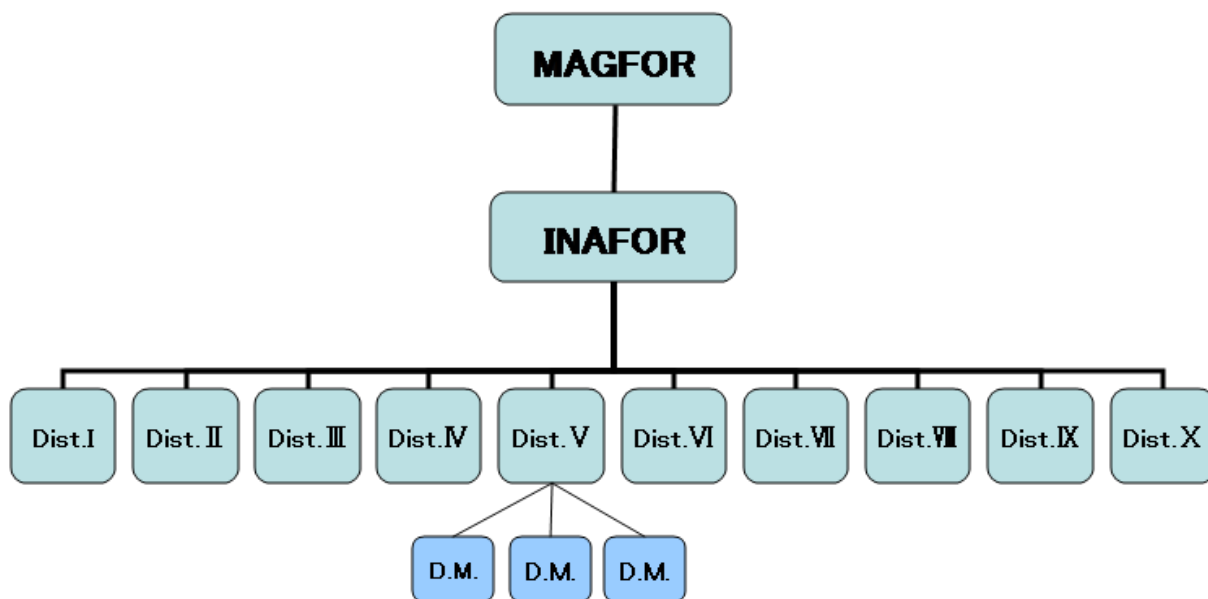 MAGFOR
INAFOR
Dist.Ⅰ
Dist.Ⅱ
Dist.Ⅲ
Dist.Ⅳ
Dist.Ⅴ
Dist.Ⅵ
Dist.Ⅶ
Dist.Ⅷ
Dist.Ⅸ
Dist.Ⅹ
D.M.
D.M.
D.M.